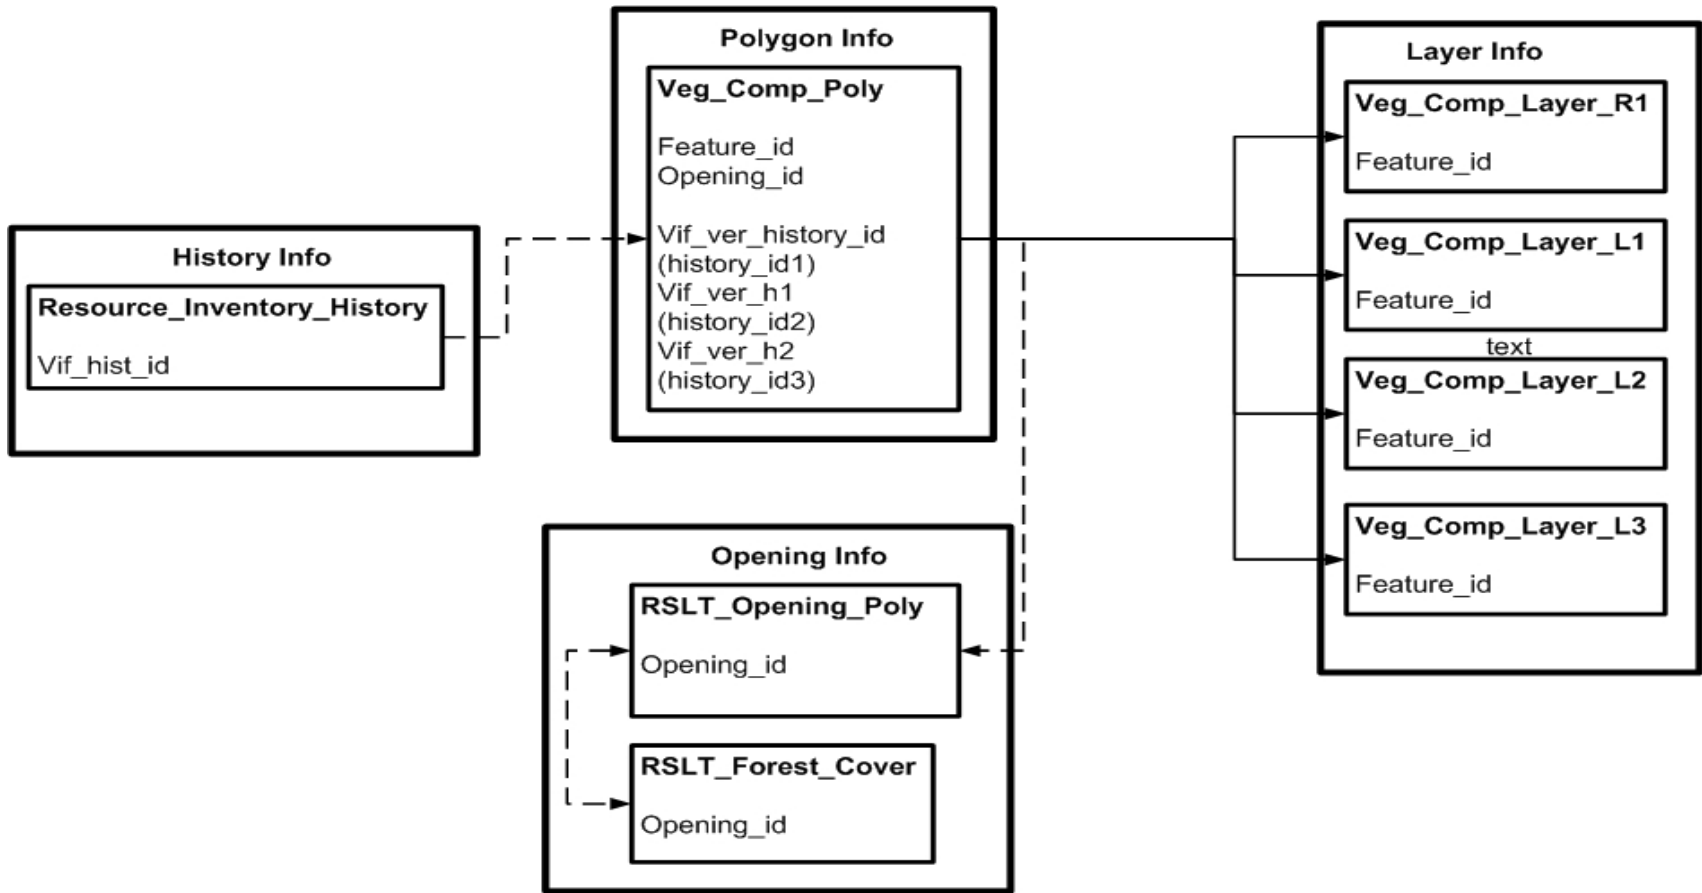 Polygon Info
Veg_Comp_Poly
Feature_id
Opening_id
Vif_ver_history_id
(history_id1)
Vif_ver_h1
(history_id2)
Vif_ver_h2
(history_id3)
History Info
Resource_Inventory_History
Vif_hist_id
Layer Info
Veg_Comp_Layer_R1
Feature_id
Veg_Comp_Layer_L1
Feature_id
text
Veg_Comp_Layer_L2
Feature_id
Veg_Comp_Layer_L3
Feature_id
Opening Info
RSLT_Opening_Poly
Opening_id
RSLT_Forest_Cover
Opening_id